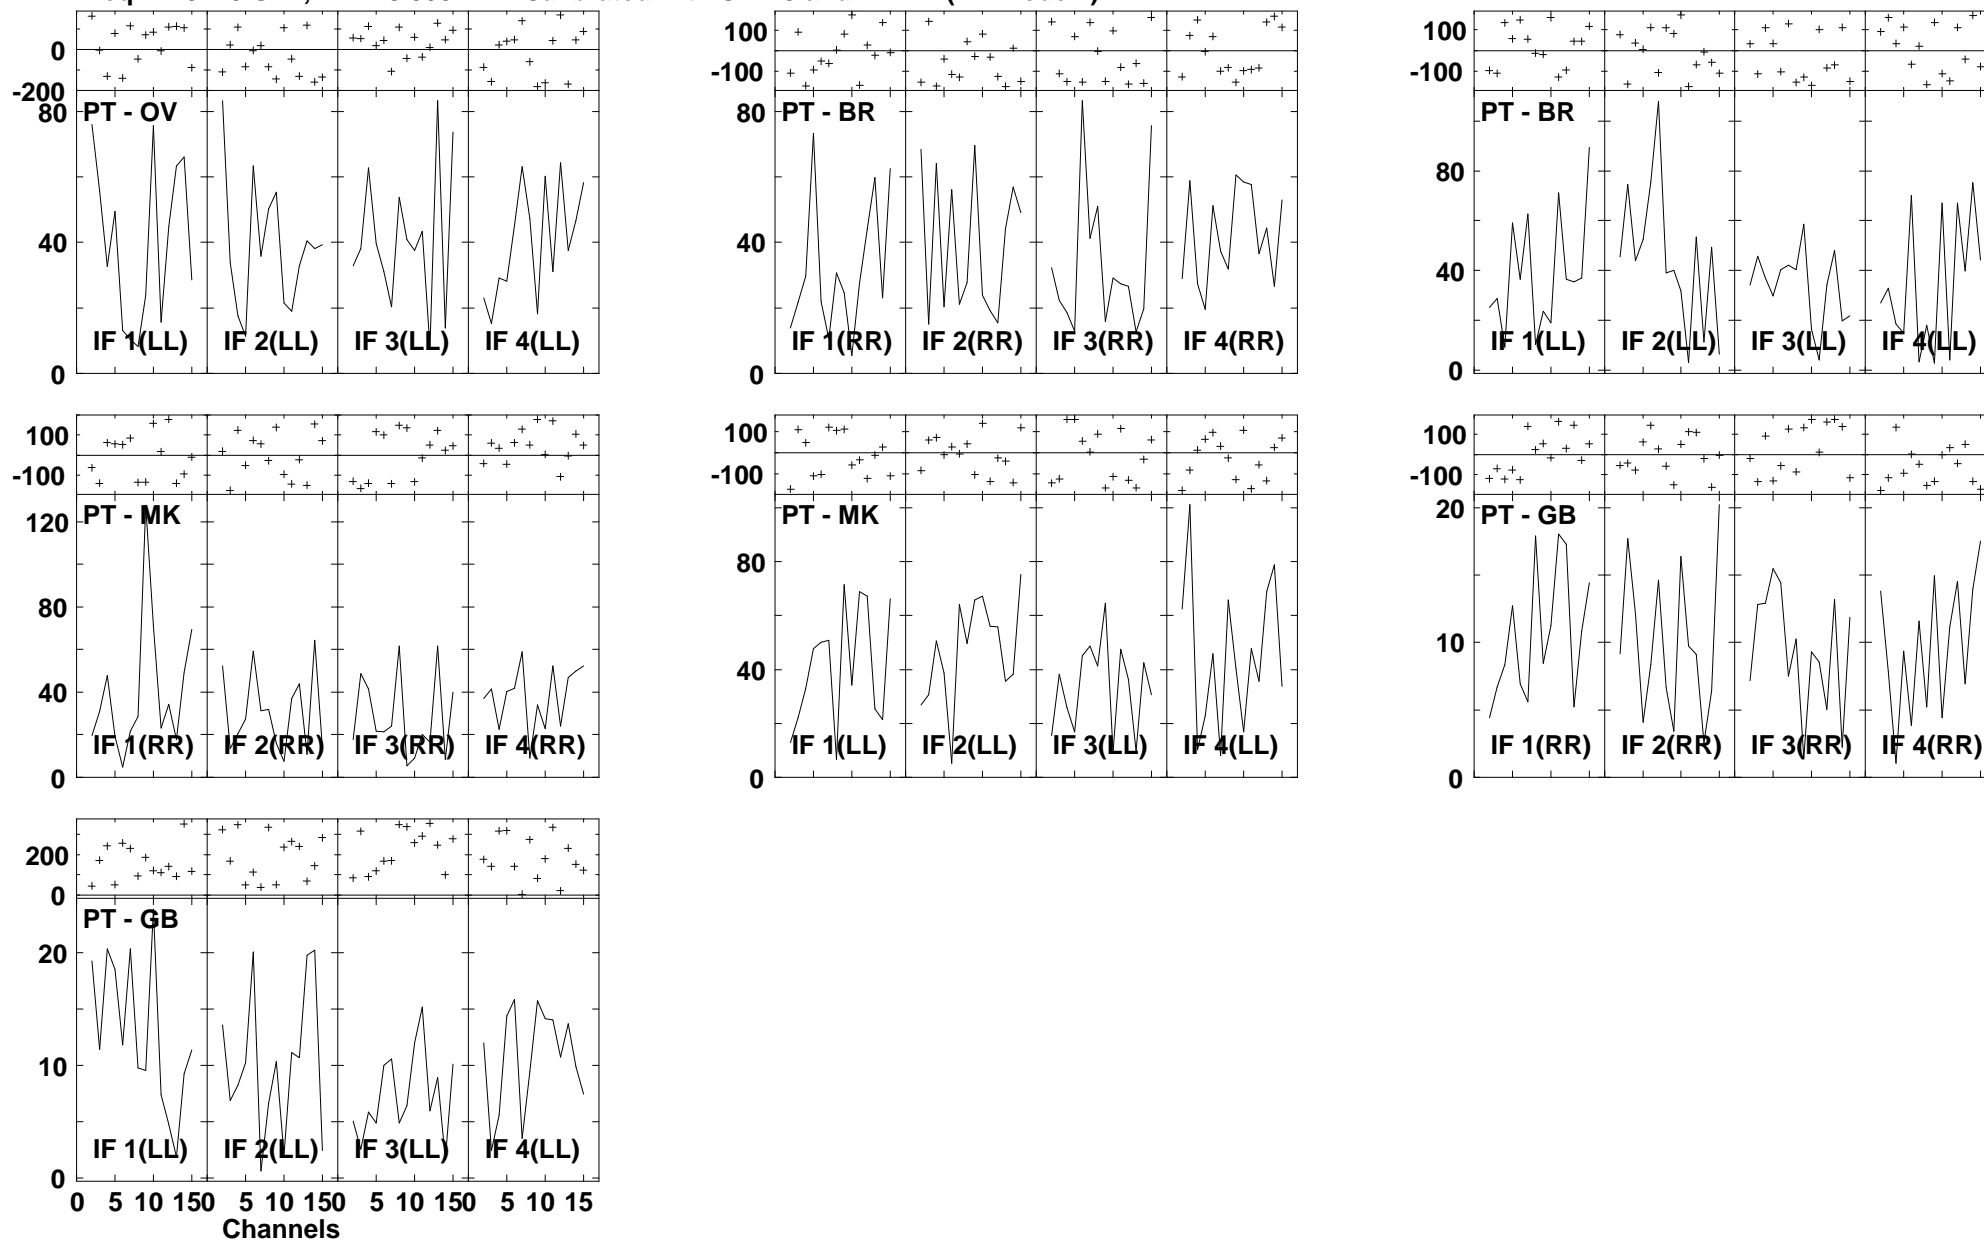 0
-200
80
40
0
PT - OV
IF 1(LL)
IF 2(LL)
IF 3(LL)
IF 4(LL)
100
-100
80
40
0
PT - BR
IF 1(RR)
IF 2(RR)
IF 3(RR)
IF 4(RR)
100
-100
80
40
0
PT - BR
IF 1(LL)
IF 2(LL)
IF 3(LL)
IF 4(LL)
100
-100
120
80
40
0
PT - MK
IF 1(RR)
IF 2(RR)
IF 3(RR)
IF 4(RR)
100
-100
80
40
0
PT - MK
IF 1(LL)
IF 2(LL)
IF 3(LL)
IF 4(LL)
100
-100
20
10
0
PT - GB
IF 1(RR)
IF 2(RR)
IF 3(RR)
IF 4(RR)
200
0
20
10
0
PT - GB
IF 1(LL)
IF 2(LL)
IF 3(LL)
IF 4(LL)
0 5 10 15 0 5 10 15 0 5 10 15 0 5 10 15
Channels